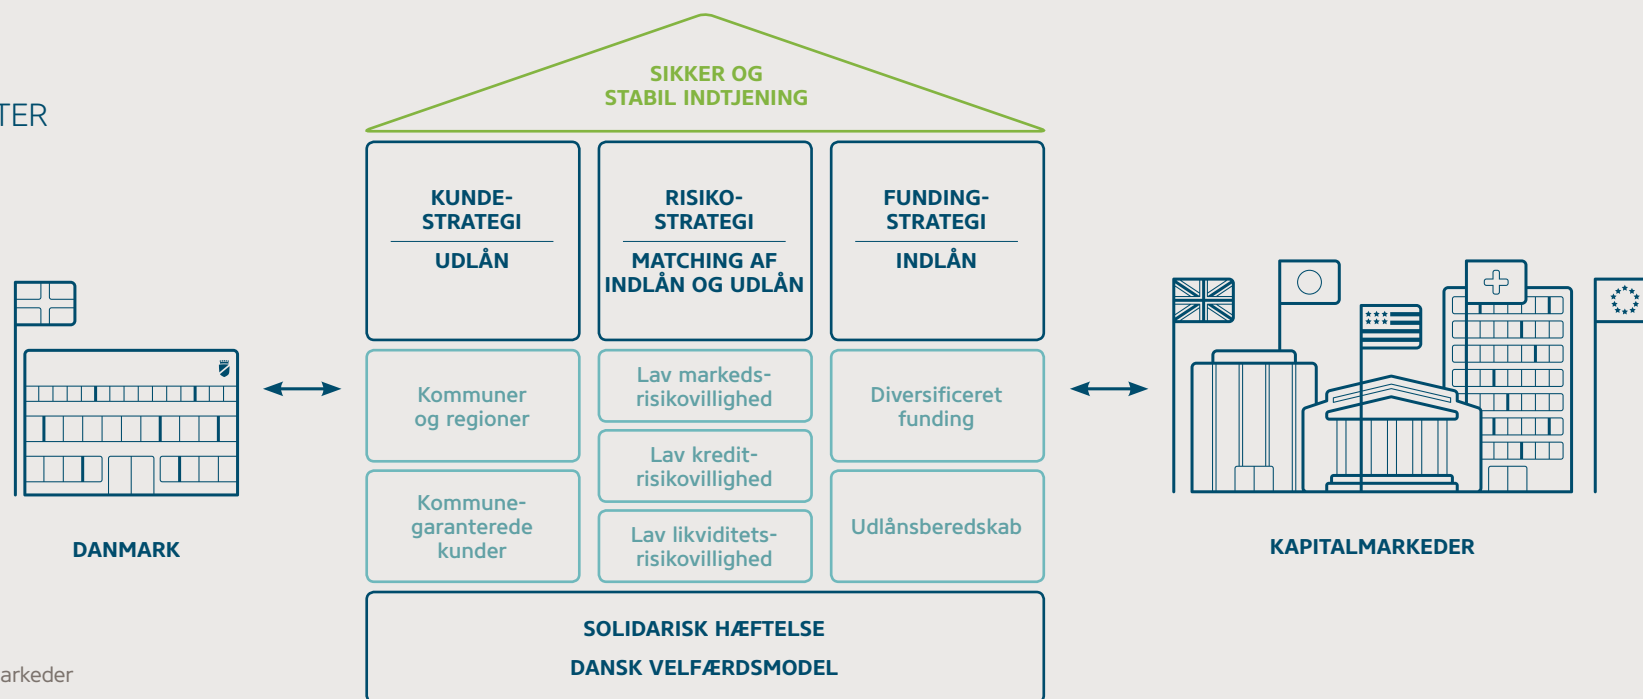 TER
SIKKER OG
STABIL INDTJENING
KUNDE-
STRATEGI
UDLÅN
RISIKO-
STRATEGI
MATCHING AF
INDLÅN OG UDLÅN
FUNDING-
STRATEGI
INDLÅN
Kommuner
og regioner
Kommune-
garanterede
kunder
Lav markeds-
risikovillighed
Lav kredit-
risikovillighed
Lav likviditets-
risikovillighed
Diversificeret
funding
Udlånsberedskab
DANMARK
KAPITALMARKEDER
SOLIDARISK HÆFTELSE
DANSK VELFÆRDSMODEL
arkeder